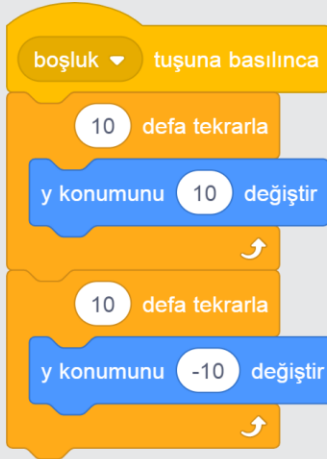 boşluk tuşuna basılınca
10 defa tekrarla
y konumunu 10 değiştir
10 defa tekrarla
y konumunu -10 değiştir